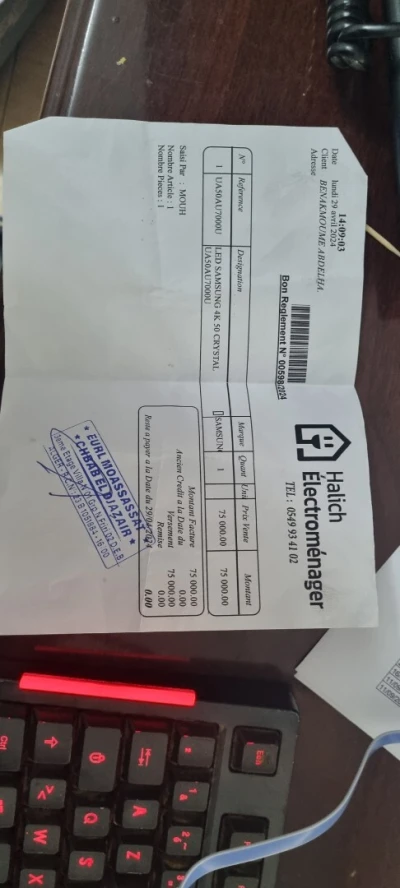 Halich
Électroménager
TEL : 0549 93 41 02
14:09:03
Date lundi 29 avril 2024
Client BENAKMOUME ABDELHA.
Adresse
Bon Reglement N° 00598/2024
N° Reference Designation Marque Quant Unit Prix Vente Montant
1 UA50AU7000U LED SAMSUNG 4K 50 CRYSTAL SAMSUNG 1 75 000.00 75 000.00
UA50AU7000U
Saisi Par : MOUH
Nombre Article : 1
Nombre Pieces : 1
Montant Facture 75 000.00
Ancien Credit a la Date du 0.00
Versement 75 000.00
Remise 0.00
Reste a payer a la Date du 29/04/2024 0.00
* EURL MOASSASSAT
* CHBAB ELDJAZAIR *